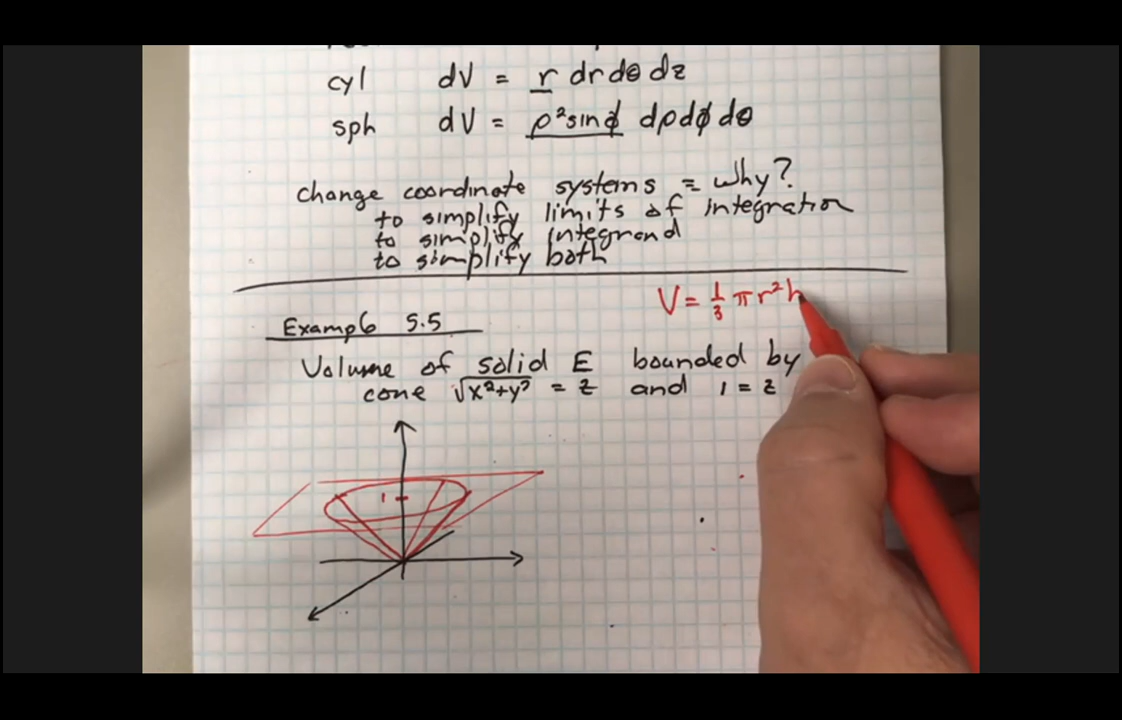 cyl dV = r dr dθ dz
sph dV = ρ²sinϕ dρ dϕ dθ
change coordinate systems = why?
to simplify limits of integration
to simplify integrand
to simplify both
V = 1/3 πr²h
Example 5.5
Volume of solid E bounded by
cone √x²+y² = z and 1 = z
1